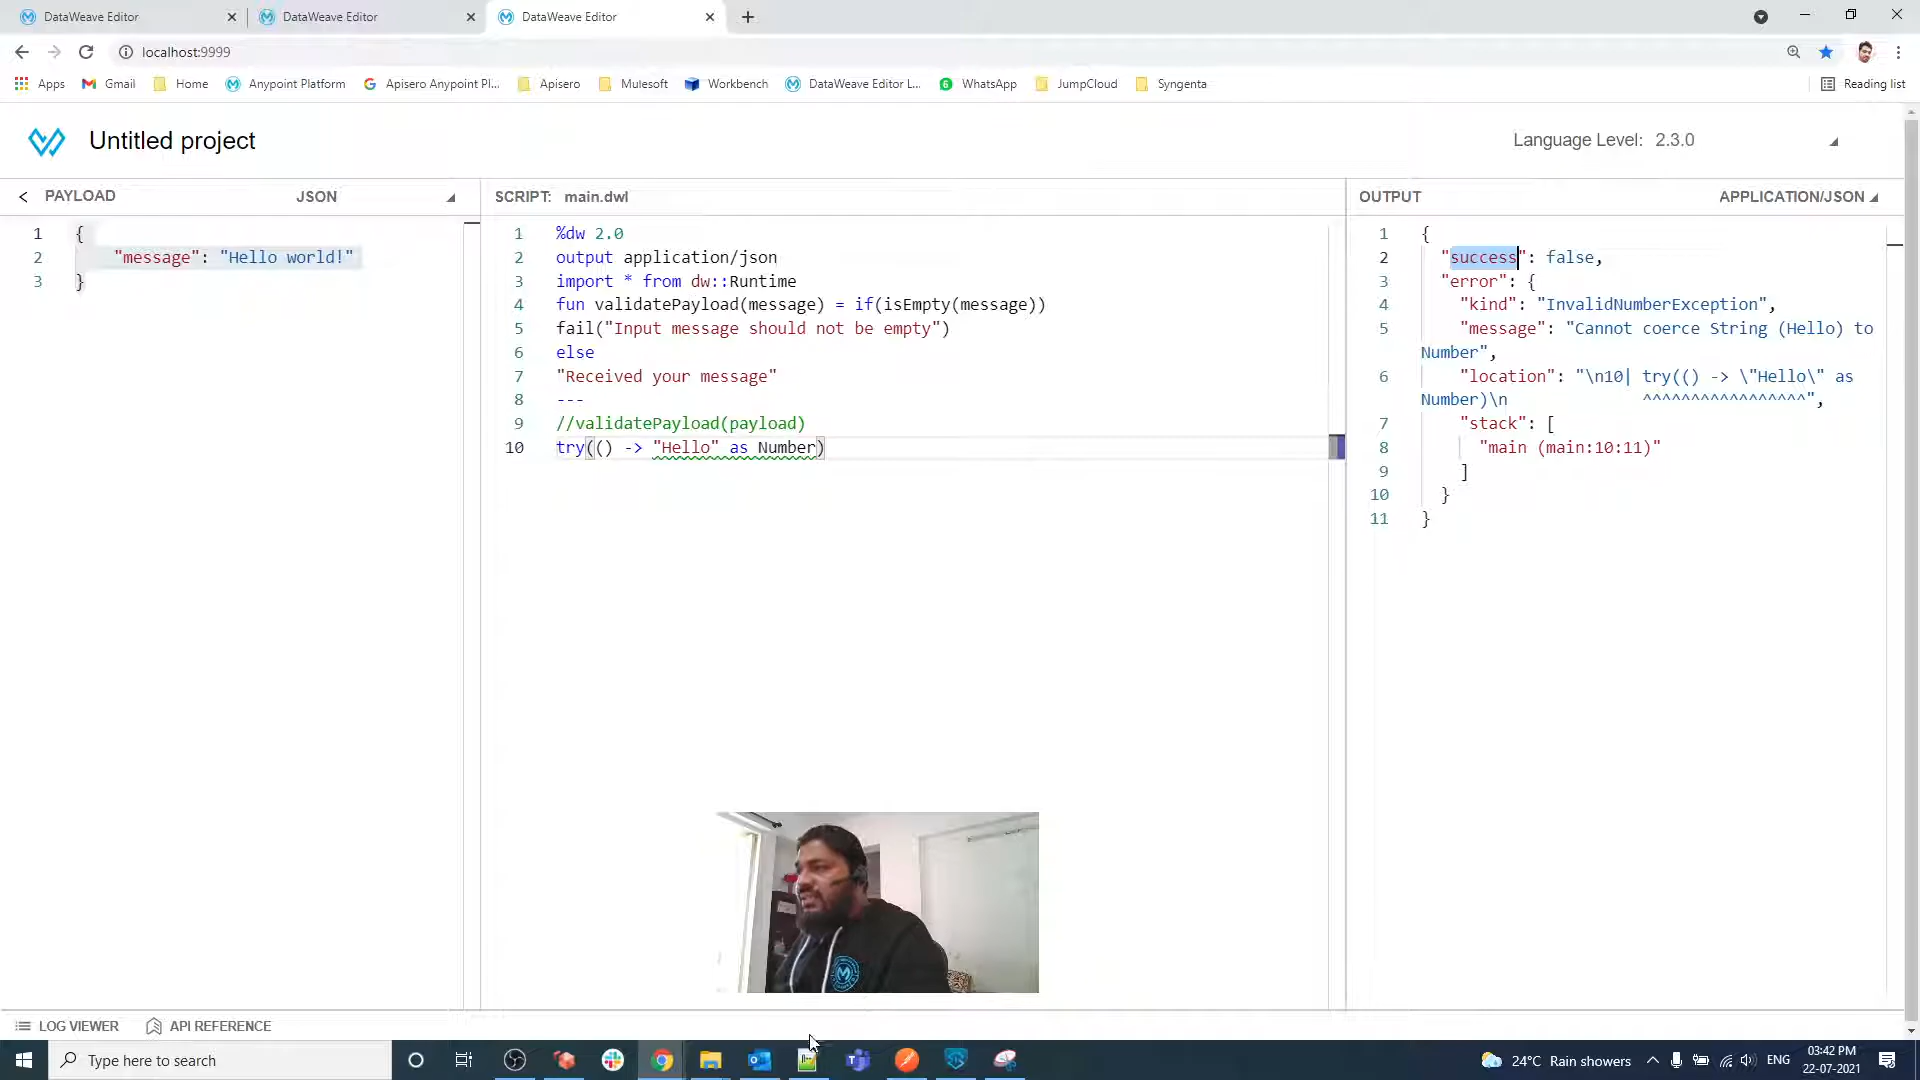 DataWeave Editor
DataWeave Editor
DataWeave Editor
localhost:9999
Apps
Gmail
Home
Anypoint Platform
Apisero Anypoint Pl...
Apisero
Mulesoft
Workbench
DataWeave Editor L...
WhatsApp
JumpCloud
Syngenta
Reading list
Untitled project
Language Level: 2.3.0
PAYLOAD
JSON
1 {
2 "message": "Hello world!"
3 }
SCRIPT: main.dwl
1 %dw 2.0
2 output application/json
3 import * from dw::Runtime
4 fun validatePayload(message) = if(isEmpty(message))
5 fail("Input message should not be empty")
6 else
7 "Received your message"
8 ---
9 //validatePayload(payload)
10 try(() -> "Hello" as Number)
OUTPUT
APPLICATION/JSON
1 {
2 "success": false,
3 "error": {
4 "kind": "InvalidNumberException",
5 "message": "Cannot coerce String (Hello) to
Number",
6 "location": "\n10| try(() -> \"Hello\" as
Number)\n ^^^^^^^^^^^^^^^^^",
7 "stack": [
8 "main (main:10:11)"
9 ]
10 }
11 }
LOG VIEWER
API REFERENCE
Type here to search
24°C Rain showers
ENG
03:42 PM
22-07-2021